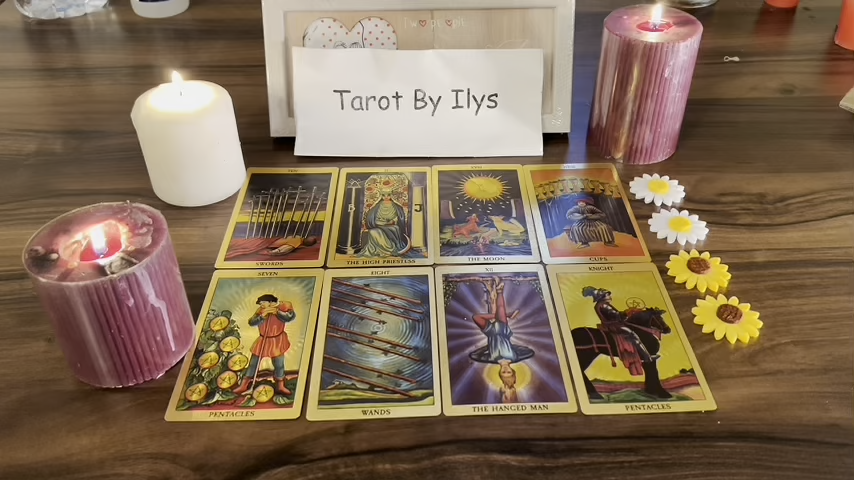 Tarot By Ilys
SWORDS
THE HIGH PRIESTESS
B J
THE MOON
CUPS
SEVEN
EIGHT
XII
KNIGHT
PENTACLES
WANDS
THE HANGED MAN
PENTACLES